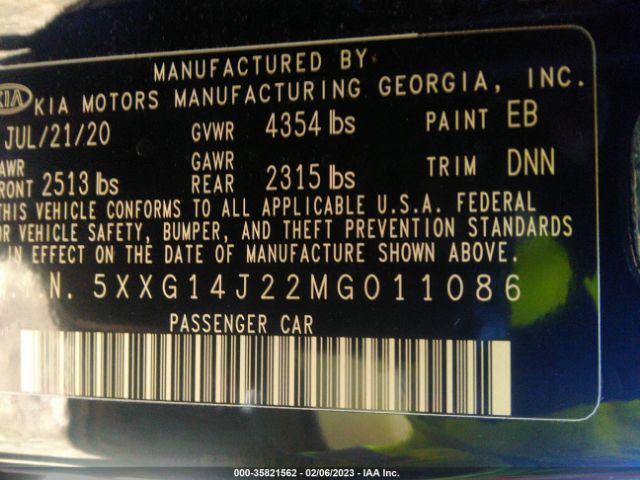 MANUFACTURED BY
KIA KIA MOTORS MANUFACTURING GEORGIA, INC.
JUL/21/20 GVWR 4354 lbs PAINT EB
GAWR TRIM DNN
2513 lbs REAR 2315 lbs
THIS VEHICLE CONFORMS TO ALL APPLICABLE U.S.A. FEDERAL
VEHICLE SAFETY, BUMPER, AND THEFT PREVENTION STANDARDS
IN EFFECT ON THE DATE OF MANUFACTURE SHOWN ABOVE.
N. 5XXG14J22MG011086
PASSENGER CAR
000-35821562 - 02/06/2023 - IAA Inc.